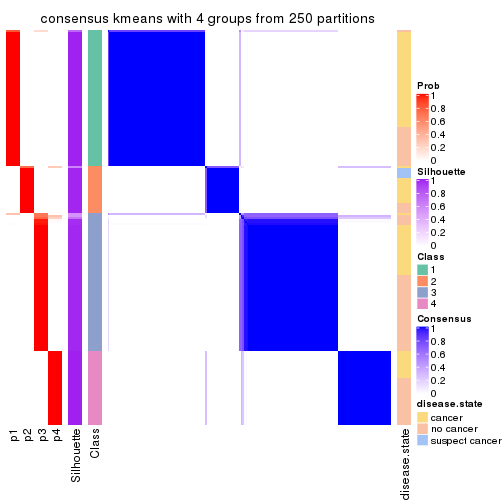 consensus kmeans with 4 groups from 250 partitions
p1
p2
p3
p4
Silhouette
Class
disease.state
Prob
1
0.8
0.6
0.4
0.2
0
Silhouette
1
0.8
0.6
0.4
0.2
0
Class
1
2
3
4
Consensus
1
0.8
0.6
0.4
0.2
0
disease.state
cancer
no cancer
suspect cancer